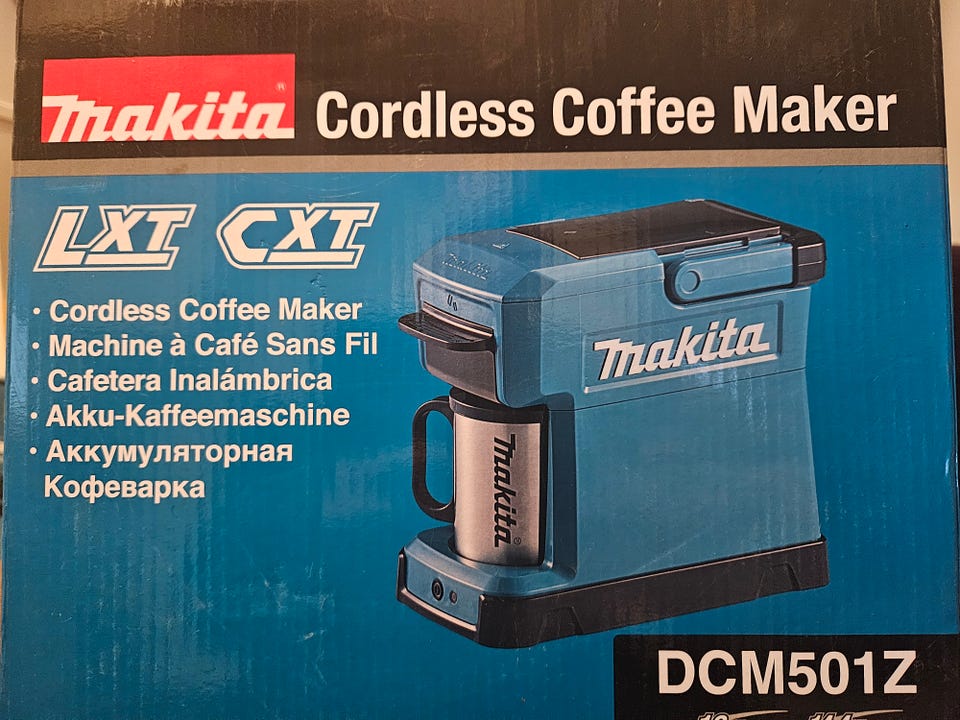 makita® Cordless Coffee Maker
LXT CXT
• Cordless Coffee Maker
• Machine à Café Sans Fil
• Cafetera Inalámbrica
• Akku-Kaffeemaschine
• Аккумуляторная
Кофеварка
makita
makita
makita®
DCM501Z